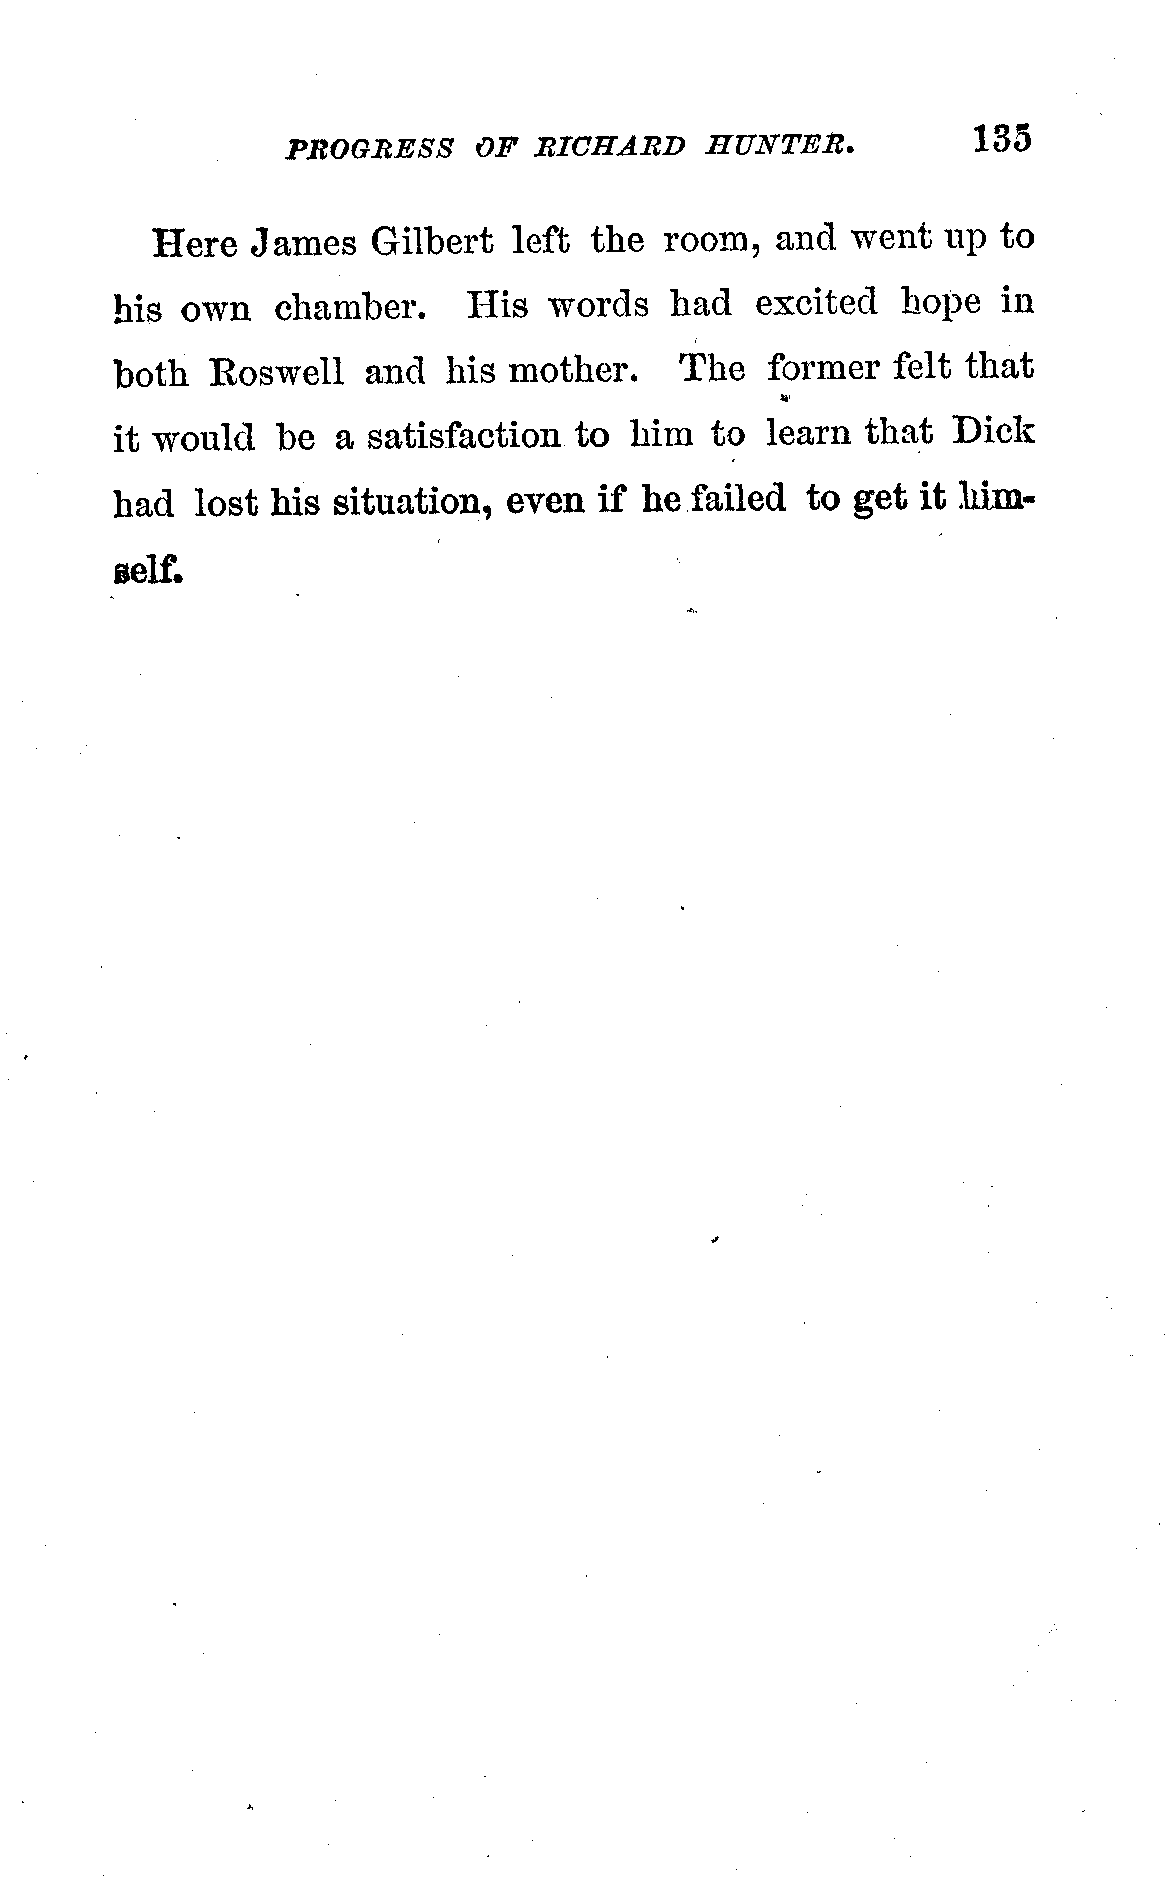 PROGRESS OF RICHARD HUNTER. 135
Here James Gilbert left the room, and went up to
his own chamber. His words had excited hope in
both Roswell and his mother. The former felt that
it would be a satisfaction to him to learn that Dick
had lost his situation, even if he failed to get it him-
self.